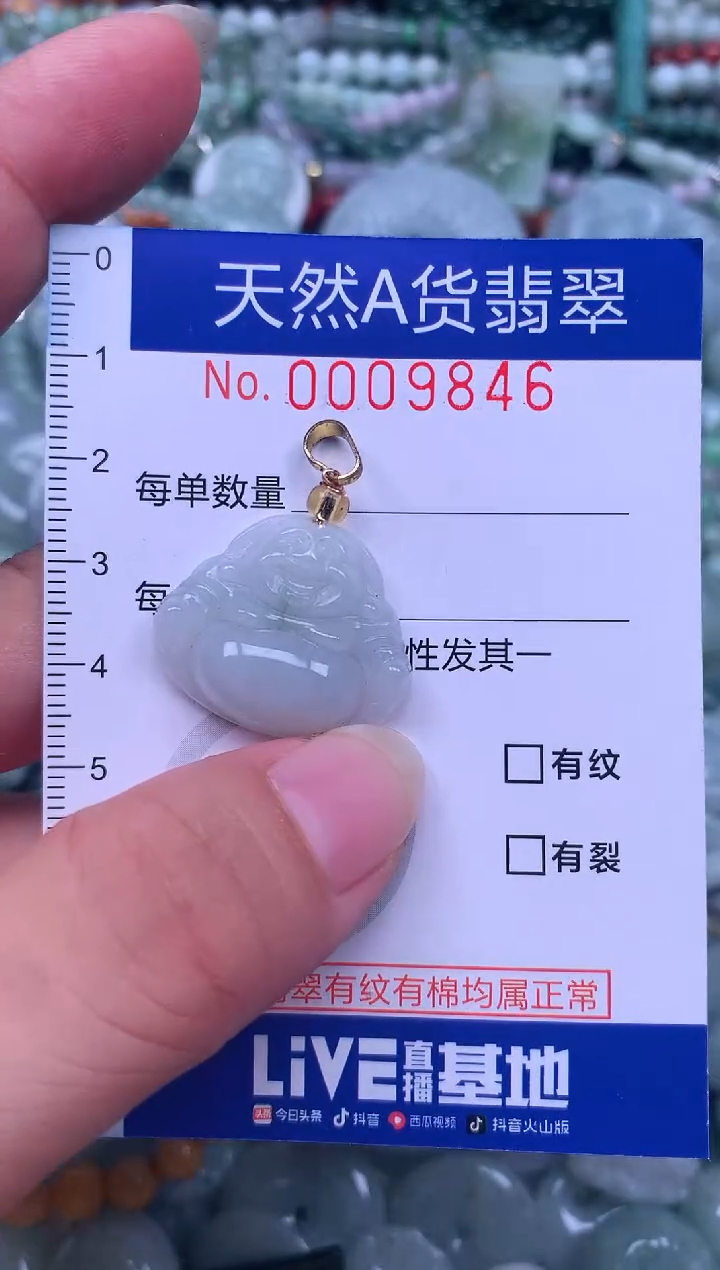 0
天然A货翡翠
1
No. 0009846
2
每单数量
3
每
性发其一
4
5
有纹
有裂
翠有纹有棉均属正常
LiVE直播基地
头条 今日头条 抖音 西瓜视频 抖音火山版